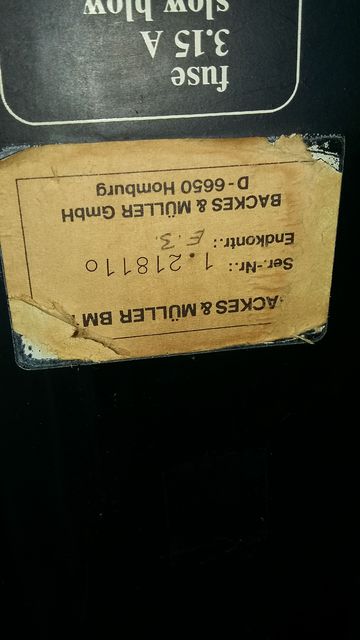 ACKES & MÜLLER BM
Ser.-Nr.: 1.218110
Endkontr.: E.3.
BACKES & MÜLLER GmbH
D-6650 Homburg
fuse
3.15 A
slow blow